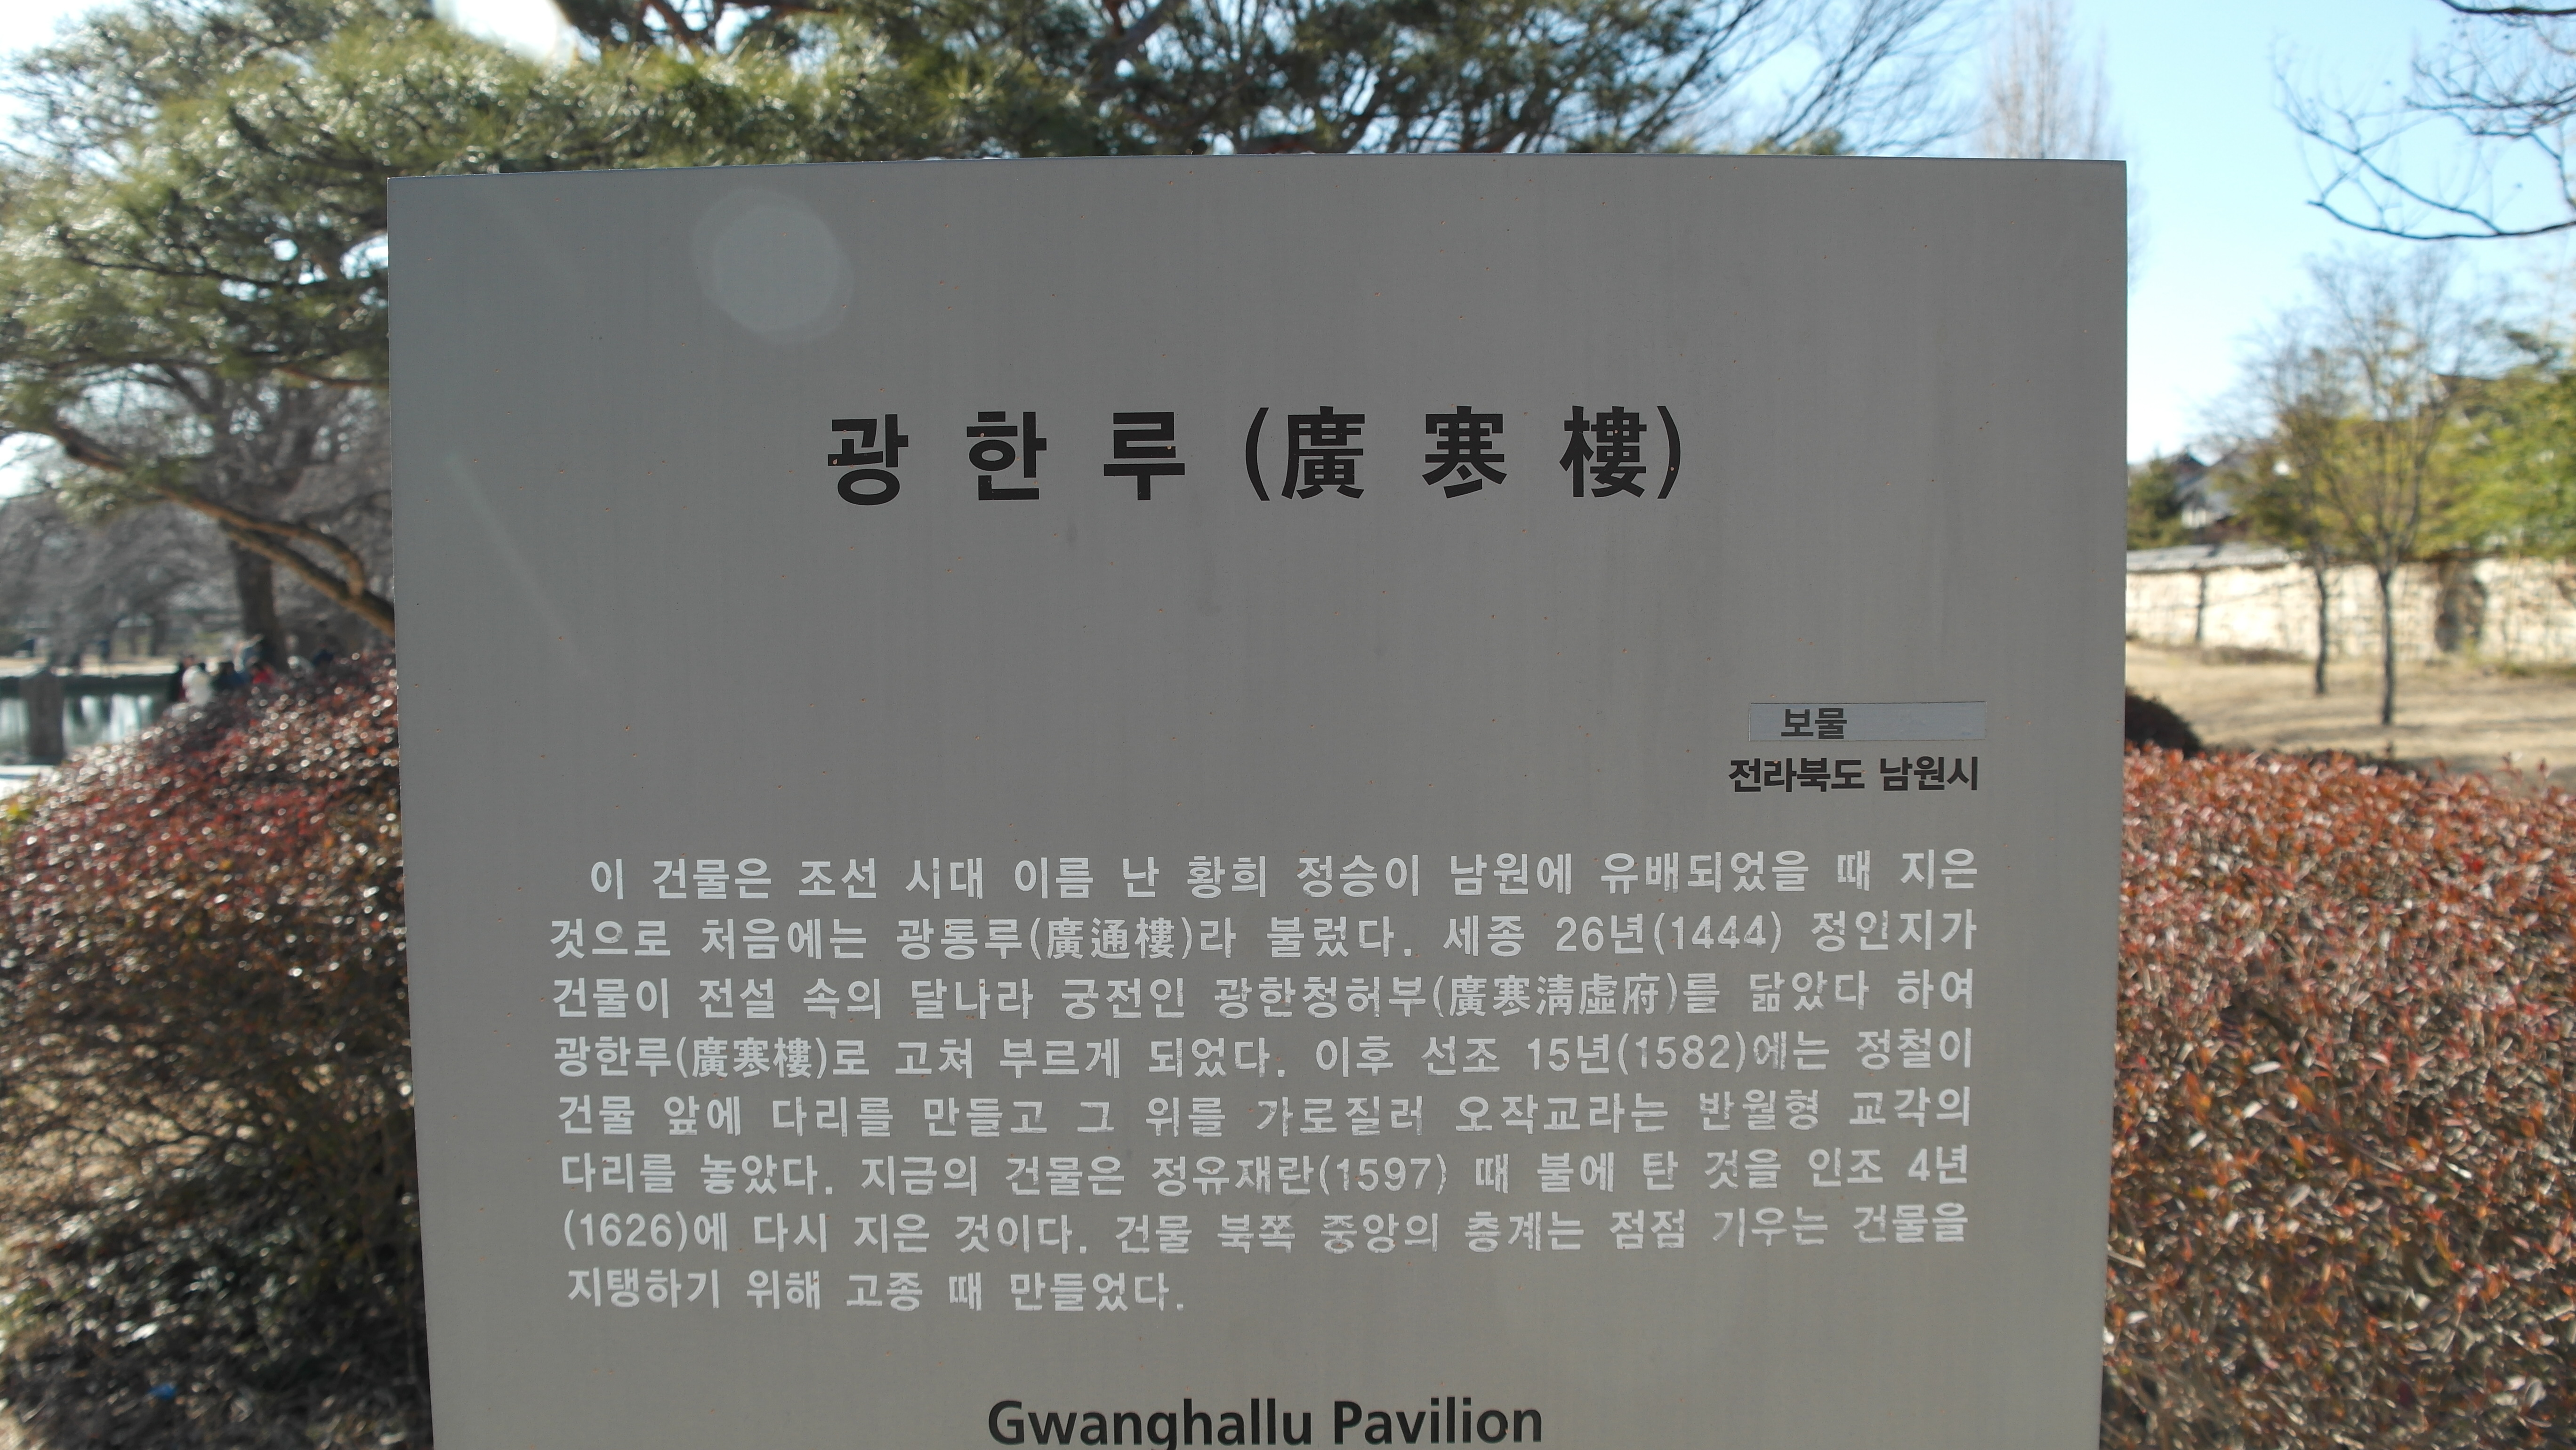 광한루(廣寒樓)
보물
전라북도 남원시
이 건물은 조선 시대 이름 난 황희 정승이 남원에 유배되었을 때 지은
것으로 처음에는 광통루(廣通樓)라 불렀다. 세종 26년(1444) 정인지가
건물이 전설 속의 달나라 궁전인 광한청허부(廣寒淸虛府)를 닮았다 하여
광한루(廣寒樓)로 고쳐 부르게 되었다. 이후 선조 15년(1582)에는 정철이
건물 앞에 다리를 만들고 그 위를 가로질러 오작교라는 반월형 교각의
다리를 놓았다. 지금의 건물은 정유재란(1597) 때 불에 탄 것을 인조 4년
(1626)에 다시 지은 것이다. 건물 북쪽 중앙의 층계는 점점 기우는 건물을
지탱하기 위해 고종 때 만들었다.
Gwanghallu Pavilion